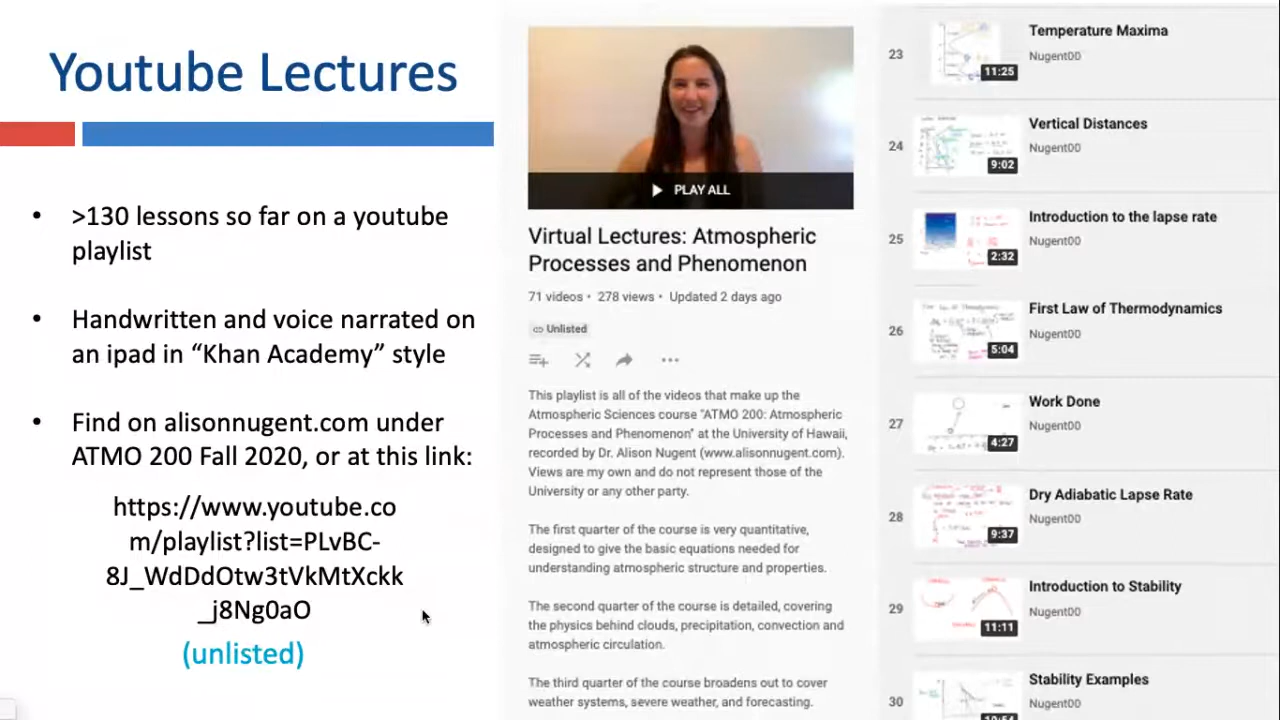 Youtube Lectures
• >130 lessons so far on a youtube
playlist
• Handwritten and voice narrated on
an ipad in “Khan Academy” style
• Find on alisonnugent.com under
ATMO 200 Fall 2020, or at this link:
https://www.youtube.co
m/playlist?list=PLvBC-
8J_WdDdOtw3tVkMtXckk
_j8Ng0aO
(unlisted)
PLAY ALL
Virtual Lectures: Atmospheric
Processes and Phenomenon
71 videos • 278 views • Updated 2 days ago
Unlisted
This playlist is all of the videos that make up the
Atmospheric Sciences course "ATMO 200: Atmospheric
Processes and Phenomenon" at the University of Hawaii,
recorded by Dr. Alison Nugent (www.alisonnugent.com).
Views are my own and do not represent those of the
University or any other party.
The first quarter of the course is very quantitative,
designed to give the basic equations needed for
understanding atmospheric structure and properties.
The second quarter of the course is detailed, covering
the physics behind clouds, precipitation, convection and
atmospheric circulation.
The third quarter of the course broadens out to cover
weather systems, severe weather, and forecasting.
23
11:25
Temperature Maxima
Nugent00
24
9:02
Vertical Distances
Nugent00
25
2:32
Introduction to the lapse rate
Nugent00
26
5:04
First Law of Thermodynamics
Nugent00
27
4:27
Work Done
Nugent00
28
9:37
Dry Adiabatic Lapse Rate
Nugent00
29
11:11
Introduction to Stability
Nugent00
30
10:54
Stability Examples
Nugent00